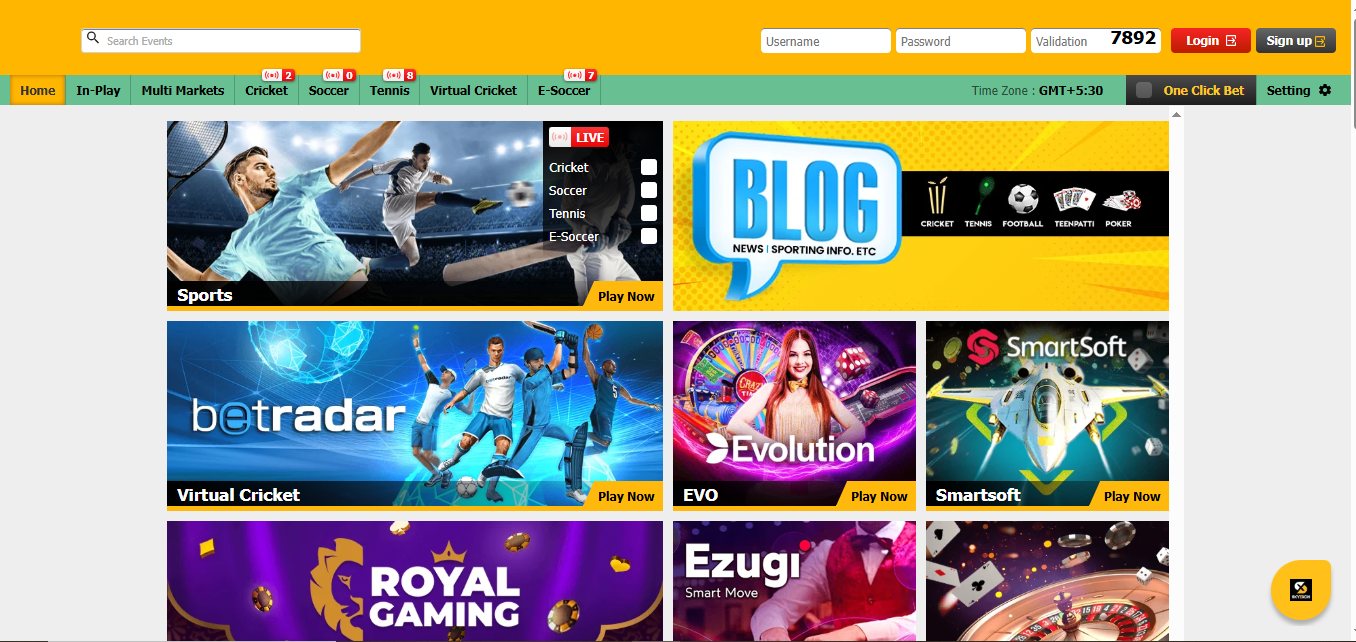 Search Events
Username
Password
Validation
7892
Login
Sign up
Home
In-Play
Multi Markets
Cricket
2
Soccer
0
Tennis
8
Virtual Cricket
E-Soccer
7
Time Zone : GMT+5:30
One Click Bet
Setting
LIVE
Cricket
Soccer
Tennis
E-Soccer
Sports
Play Now
BLOG
NEWS | SPORTING INFO. ETC
CRICKET
TENNIS
FOOTBALL
TEENPATTI
POKER
betradar
Virtual Cricket
Play Now
CRAZY
TIME
Evolution
EVO
Play Now
SmartSoft
Smartsoft
Play Now
ROYAL
GAMING
Ezugi
Smart Move